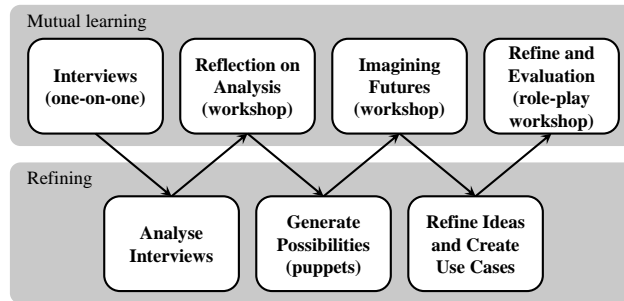 Mutual learning
Interviews
(one-on-one)
Reflection on
Analysis
(workshop)
Imagining
Futures
(workshop)
Refine and
Evaluation
(role-play
workshop)
Refining
Analyse
Interviews
Generate
Possibilities
(puppets)
Refine Ideas
and Create
Use Cases